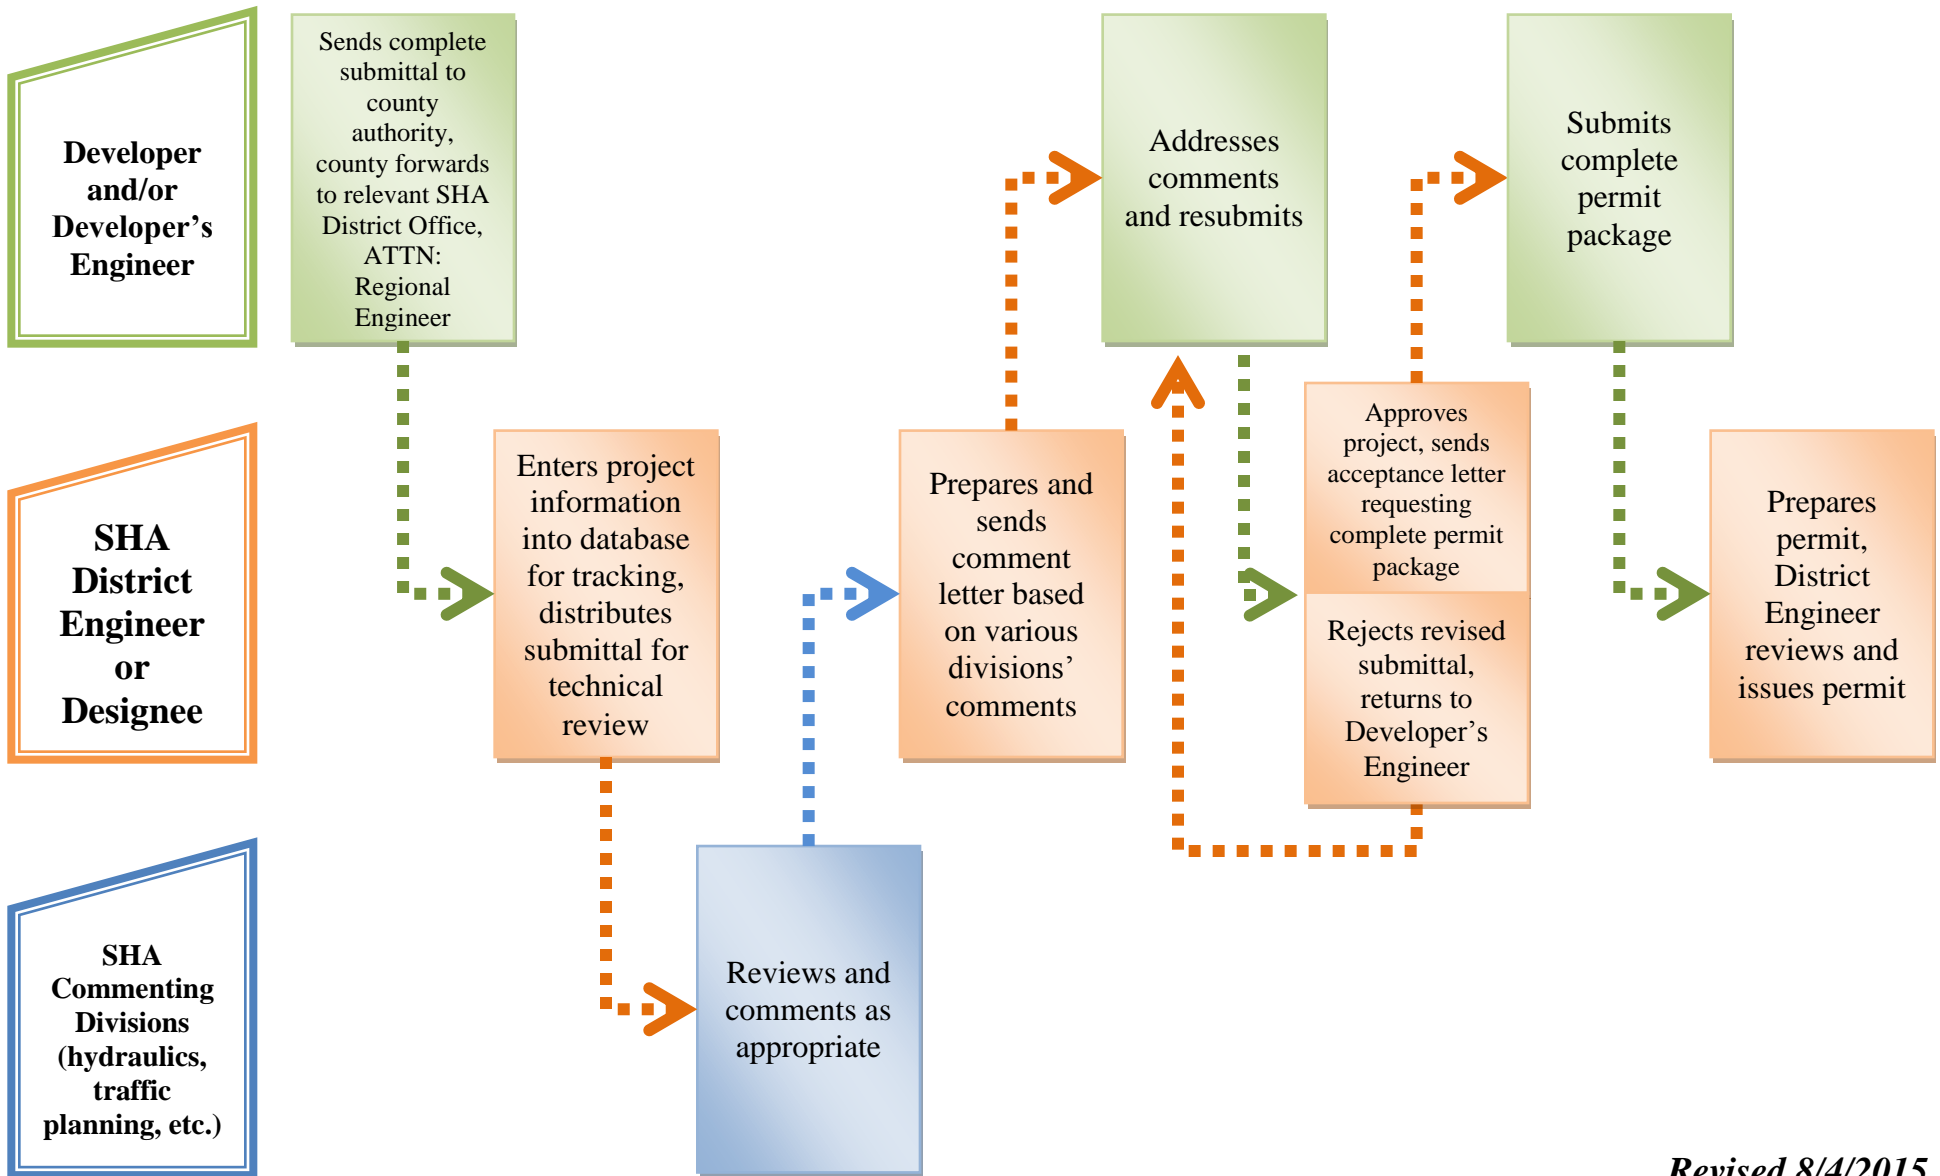 Developer
and/or
Developer’s
Engineer
Sends complete
submittal to
county
authority,
county forwards
to relevant SHA
District Office,
ATTN:
Regional
Engineer
Addresses
comments
and resubmits
Submits
complete
permit
package
SHA
District
Engineer
or
Designee
Enters project
information
into database
for tracking,
distributes
submittal for
technical
review
Prepares and
sends
comment
letter based
on various
divisions’
comments
Approves
project, sends
acceptance letter
requesting
complete permit
package
Rejects revised
submittal,
returns to
Developer’s
Engineer
Prepares
permit,
District
Engineer
reviews and
issues permit
SHA
Commenting
Divisions
(hydraulics,
traffic
planning, etc.)
Reviews and
comments as
appropriate
Revised 8/4/2015